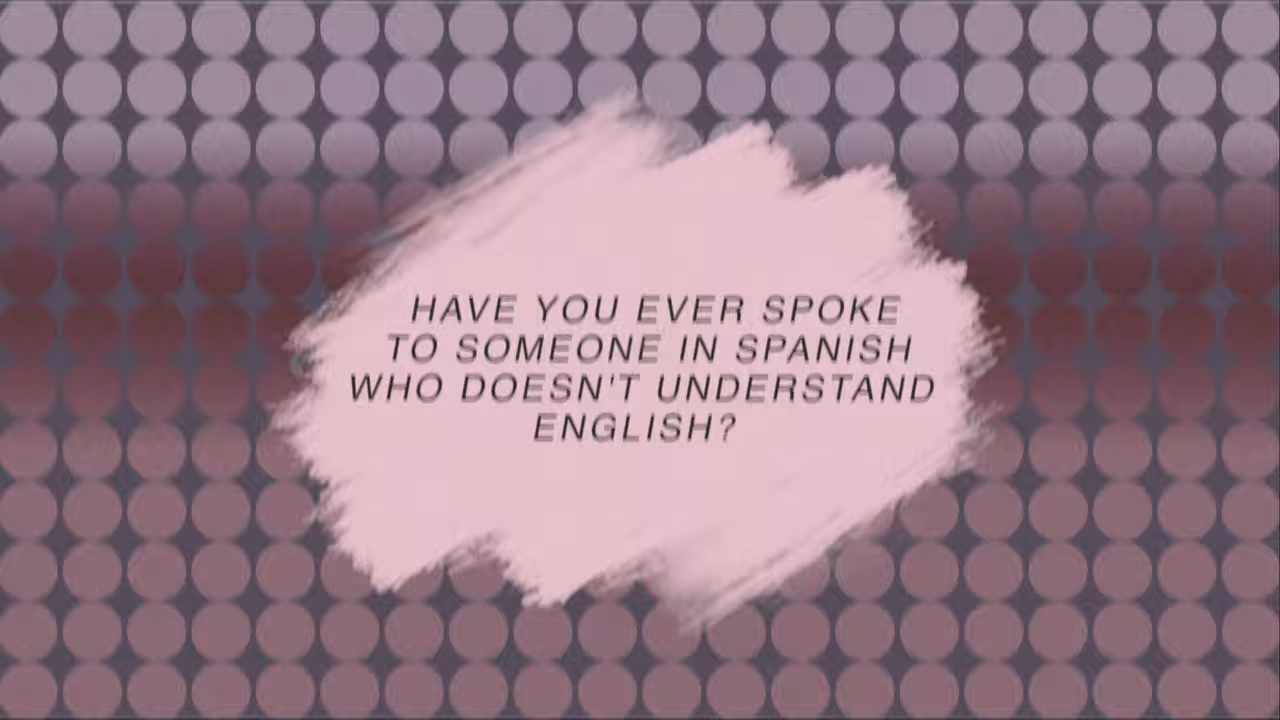 HAVE YOU EVER SPOKE
TO SOMEONE IN SPANISH
WHO DOESN'T UNDERSTAND
ENGLISH?